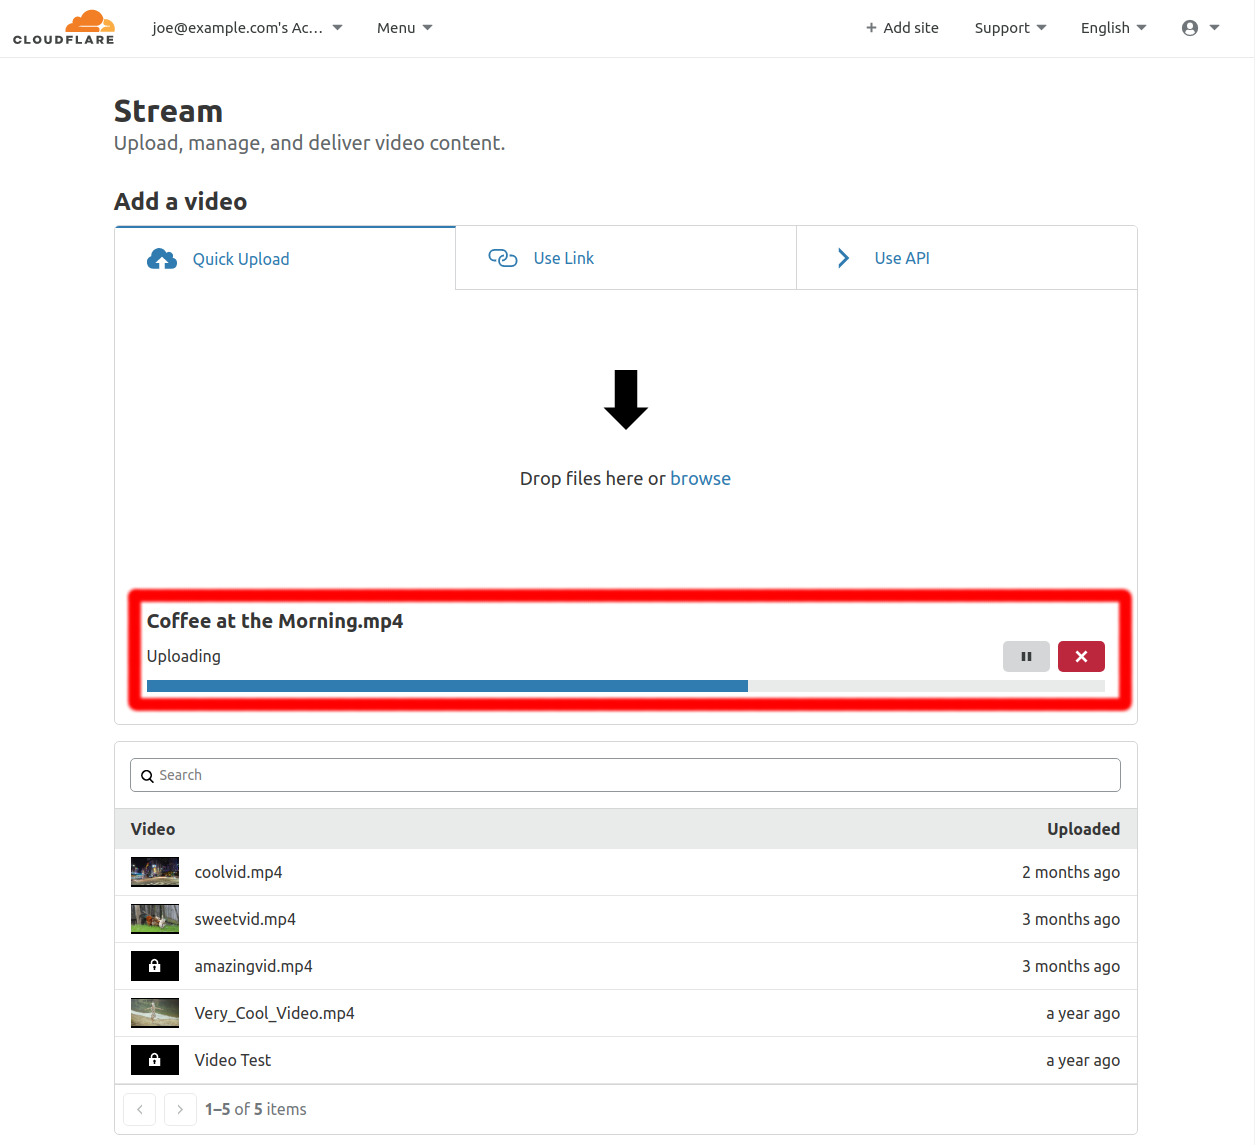 CLOUDFLARE
joe@example.com's Ac... Menu + Add site Support English
Stream
Upload, manage, and deliver video content.
Add a video
Quick Upload Use Link Use API
Drop files here or browse
Coffee at the Morning.mp4
Uploading
Search
Video Uploaded
coolvid.mp4 2 months ago
sweetvid.mp4 3 months ago
amazingvid.mp4 3 months ago
Very_Cool_Video.mp4 a year ago
Video Test a year ago
1–5 of 5 items